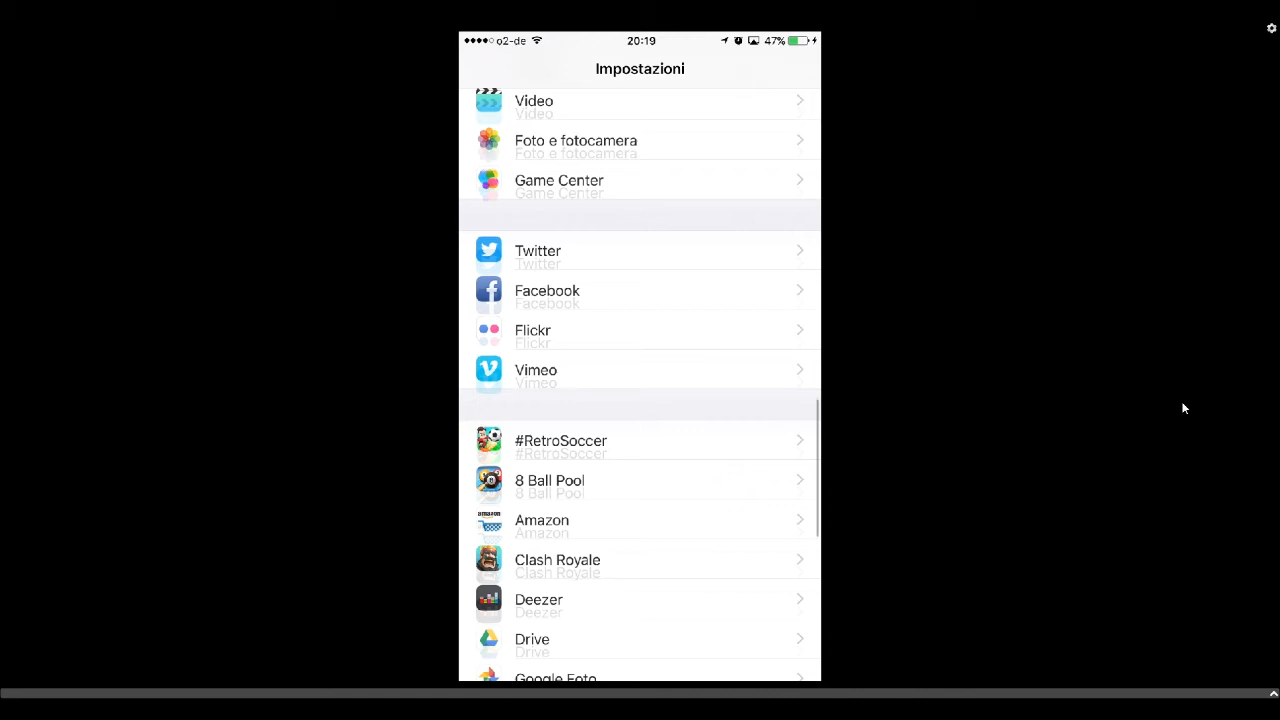 o2-de 20:19 47%
Impostazioni
Video
Foto e fotocamera
Game Center
Twitter
Facebook
Flickr
Vimeo
#RetroSoccer
8 Ball Pool
Amazon
Clash Royale
Deezer
Drive
Google Foto